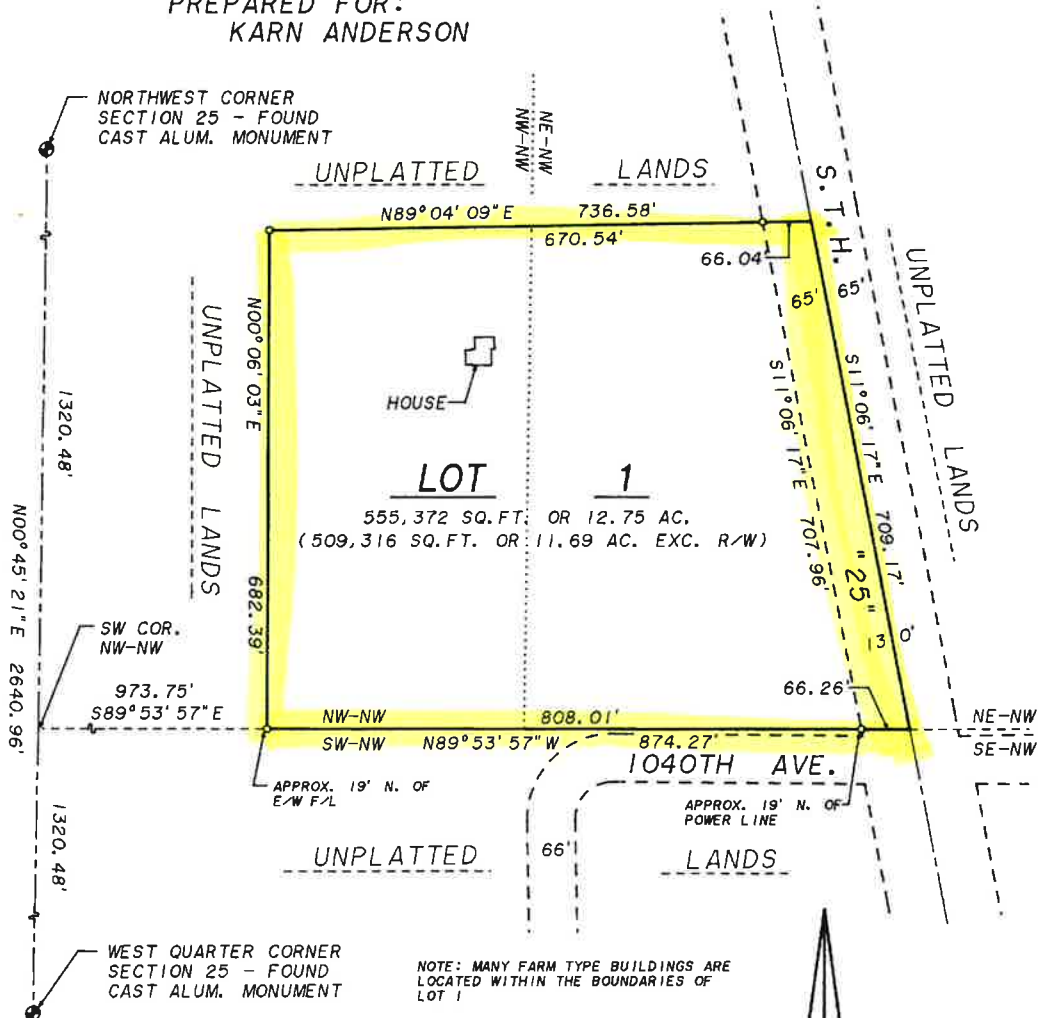 PREPARED FOR:
KARN ANDERSON
NORTHWEST CORNER
SECTION 25 - FOUND
CAST ALUM. MONUMENT
NW-NW
NE-NW
UNPLATTED LANDS
N89°04'09"E 736.58'
670.54'
66.04'
S.T.H. "25"
65'
65'
UNPLATTED LANDS
UNPLATTED LANDS
N00°06'03"E 682.39'
HOUSE
S11°06'17"E 707.96'
S11°06'17"E 709.17'
130'
LOT 1
555,372 SQ.FT. OR 12.75 AC.
(509,316 SQ.FT. OR 11.69 AC. EXC. R/W)
1320.48'
N00°45'21"E 2640.96'
SW COR.
NW-NW
973.75'
S89°53'57"E
66.26'
NW-NW
808.01'
SW-NW
N89°53'57"W 874.27'
NE-NW
SE-NW
1040TH AVE.
APPROX. 19' N. OF
E/W F/L
APPROX. 19' N. OF
POWER LINE
1320.48'
UNPLATTED LANDS
66'
WEST QUARTER CORNER
SECTION 25 - FOUND
CAST ALUM. MONUMENT
NOTE: MANY FARM TYPE BUILDINGS ARE
LOCATED WITHIN THE BOUNDARIES OF
LOT 1